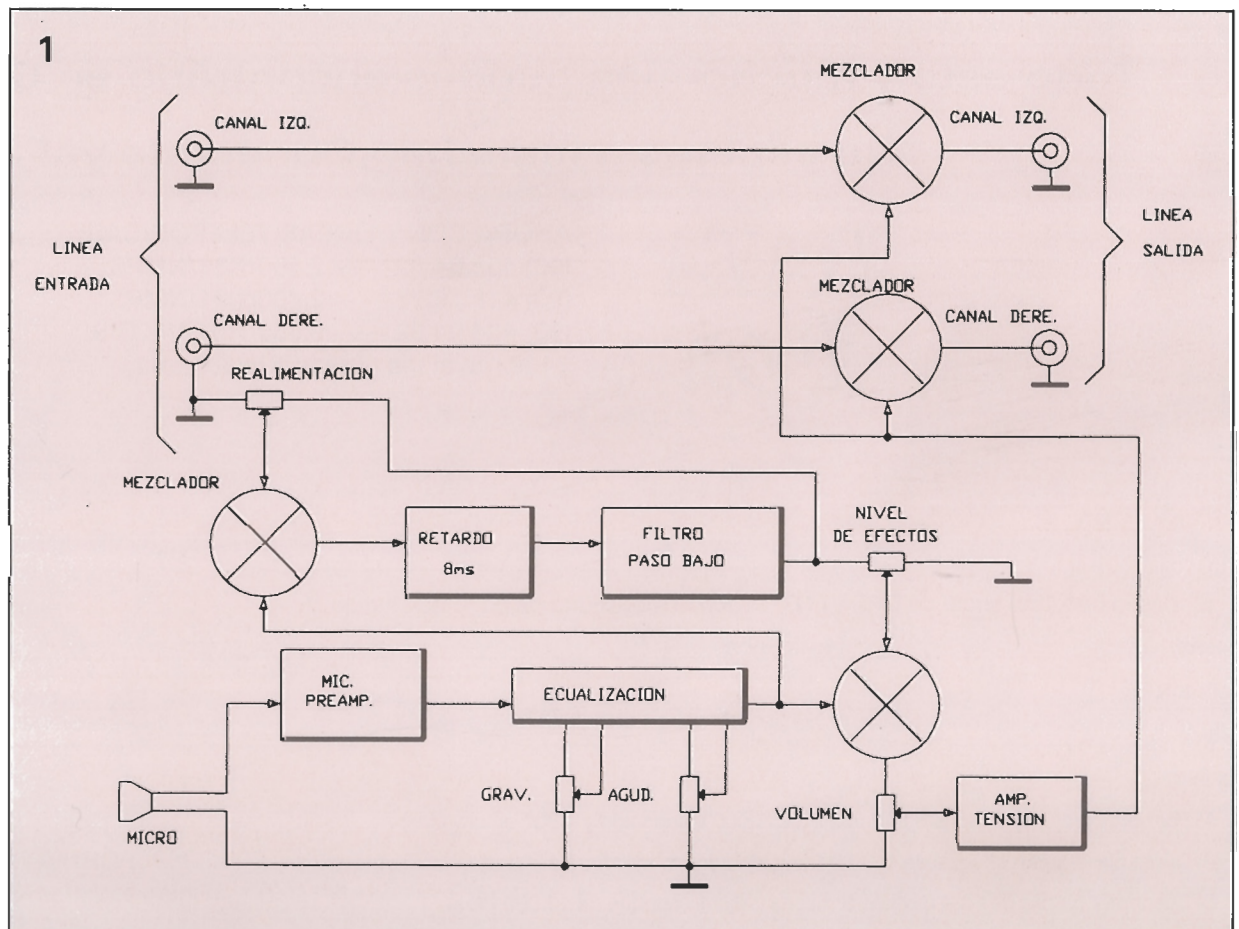 1
MEZCLADOR
CANAL IZQ.
CANAL IZQ.
LINEA
ENTRADA
LINEA
SALIDA
MEZCLADOR
CANAL DERE.
CANAL DERE.
REALIMENTACION
MEZCLADOR
RETARDO
8ms
FILTRO
PASO BAJO
NIVEL
DE EFECTOS
MIC.
PREAMP.
ECUALIZACION
GRAV.
AGUD.
VOLUMEN
AMP.
TENSION
MICRO